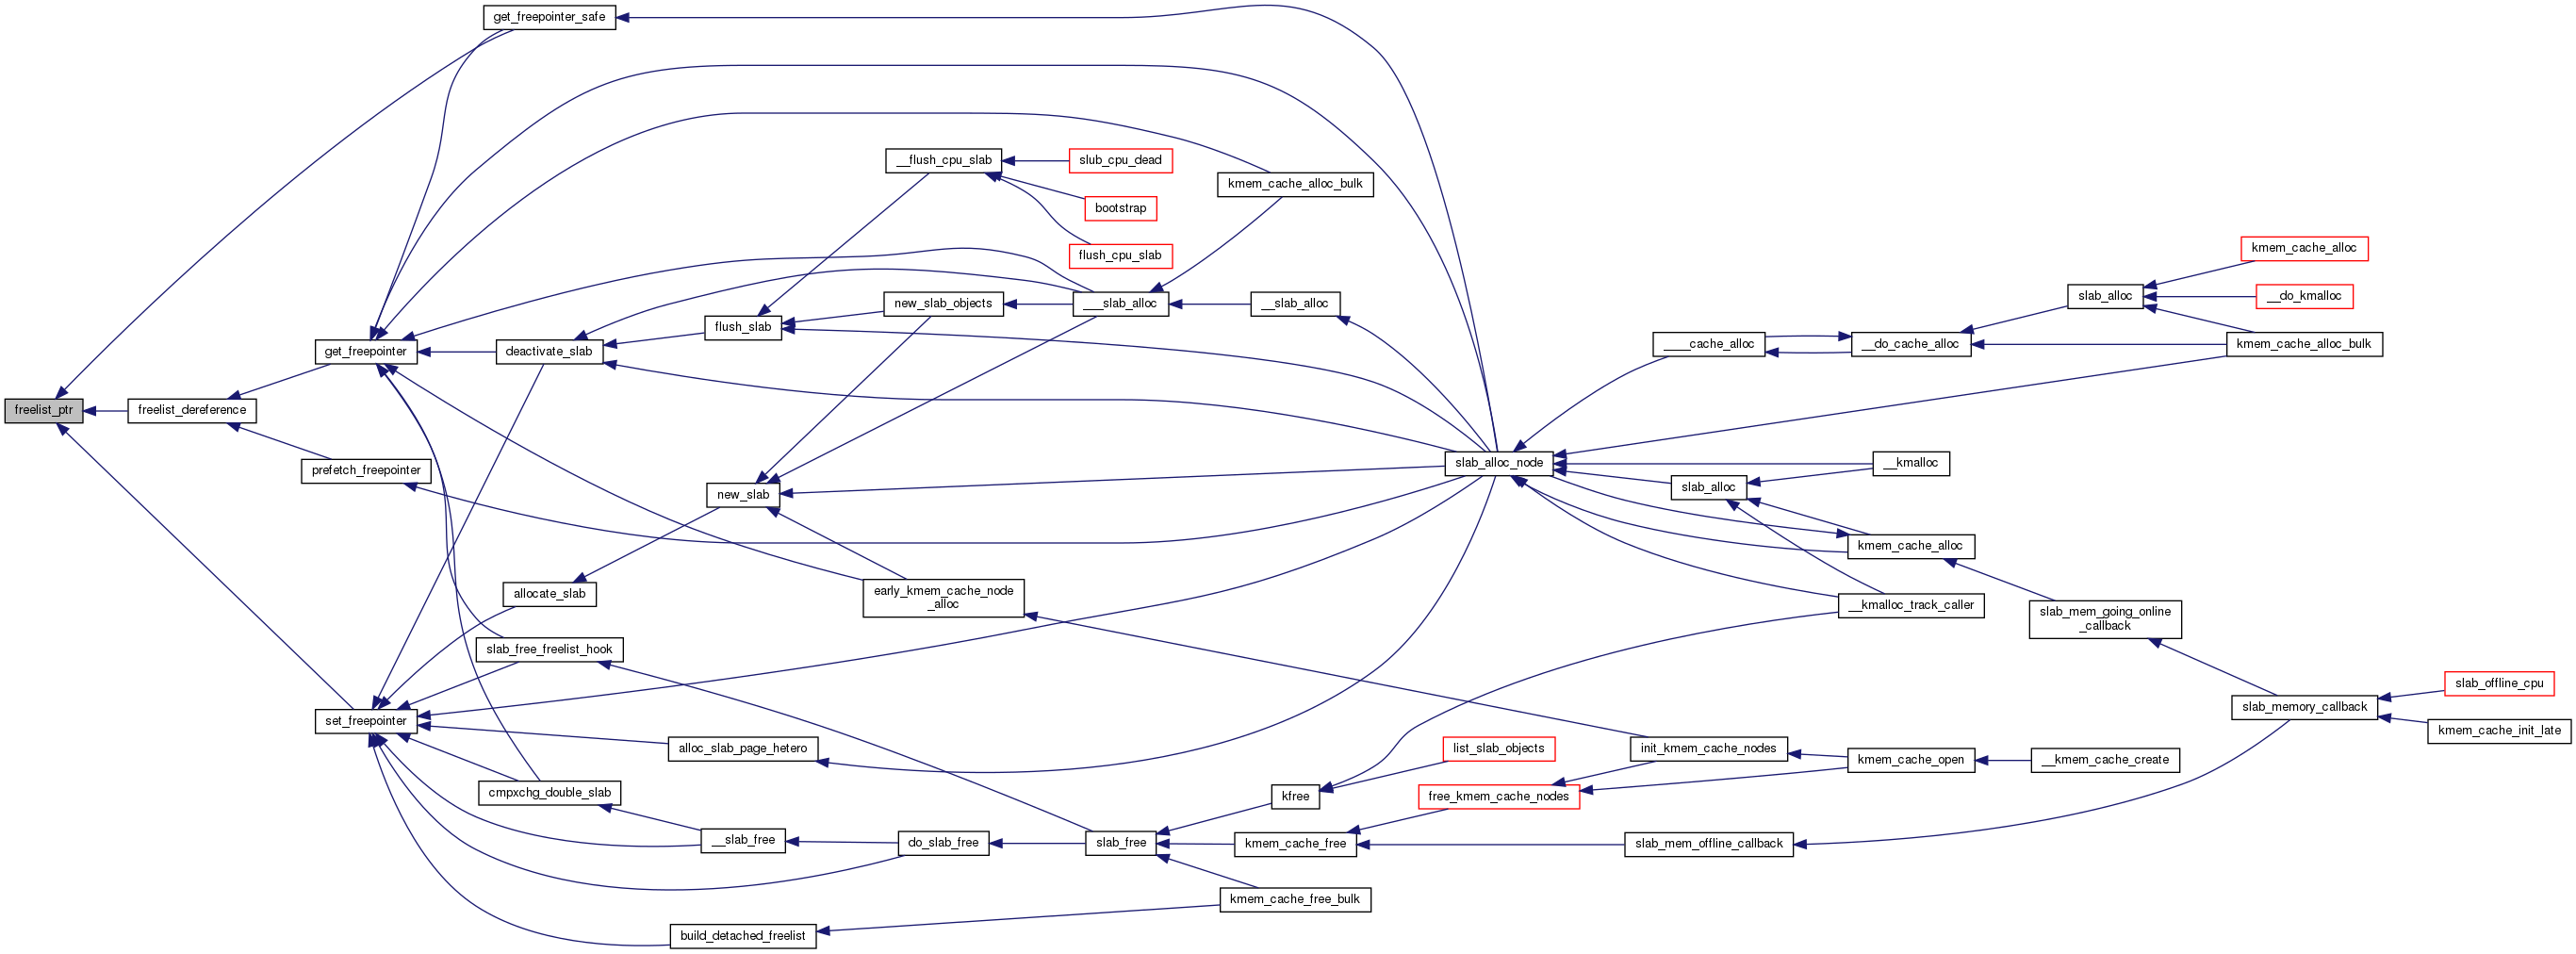 get_freepointer_safe
__flush_cpu_slab
slub_cpu_dead
kmem_cache_alloc_bulk
bootstrap
flush_cpu_slab
kmem_cache_alloc
new_slab_objects
___slab_alloc
__slab_alloc
slab_alloc
__do_kmalloc
flush_slab
get_freepointer
deactivate_slab
____cache_alloc
__do_cache_alloc
kmem_cache_alloc_bulk
freelist_ptr
freelist_dereference
prefetch_freepointer
slab_alloc_node
__kmalloc
new_slab
slab_alloc
kmem_cache_alloc
allocate_slab
early_kmem_cache_node
_alloc
__kmalloc_track_caller
slab_mem_going_online
_callback
slab_free_freelist_hook
slab_offline_cpu
slab_memory_callback
set_freepointer
kmem_cache_init_late
alloc_slab_page_hetero
list_slab_objects
init_kmem_cache_nodes
kmem_cache_open
__kmem_cache_create
cmpxchg_double_slab
kfree
free_kmem_cache_nodes
__slab_free
do_slab_free
slab_free
kmem_cache_free
slab_mem_offline_callback
kmem_cache_free_bulk
build_detached_freelist